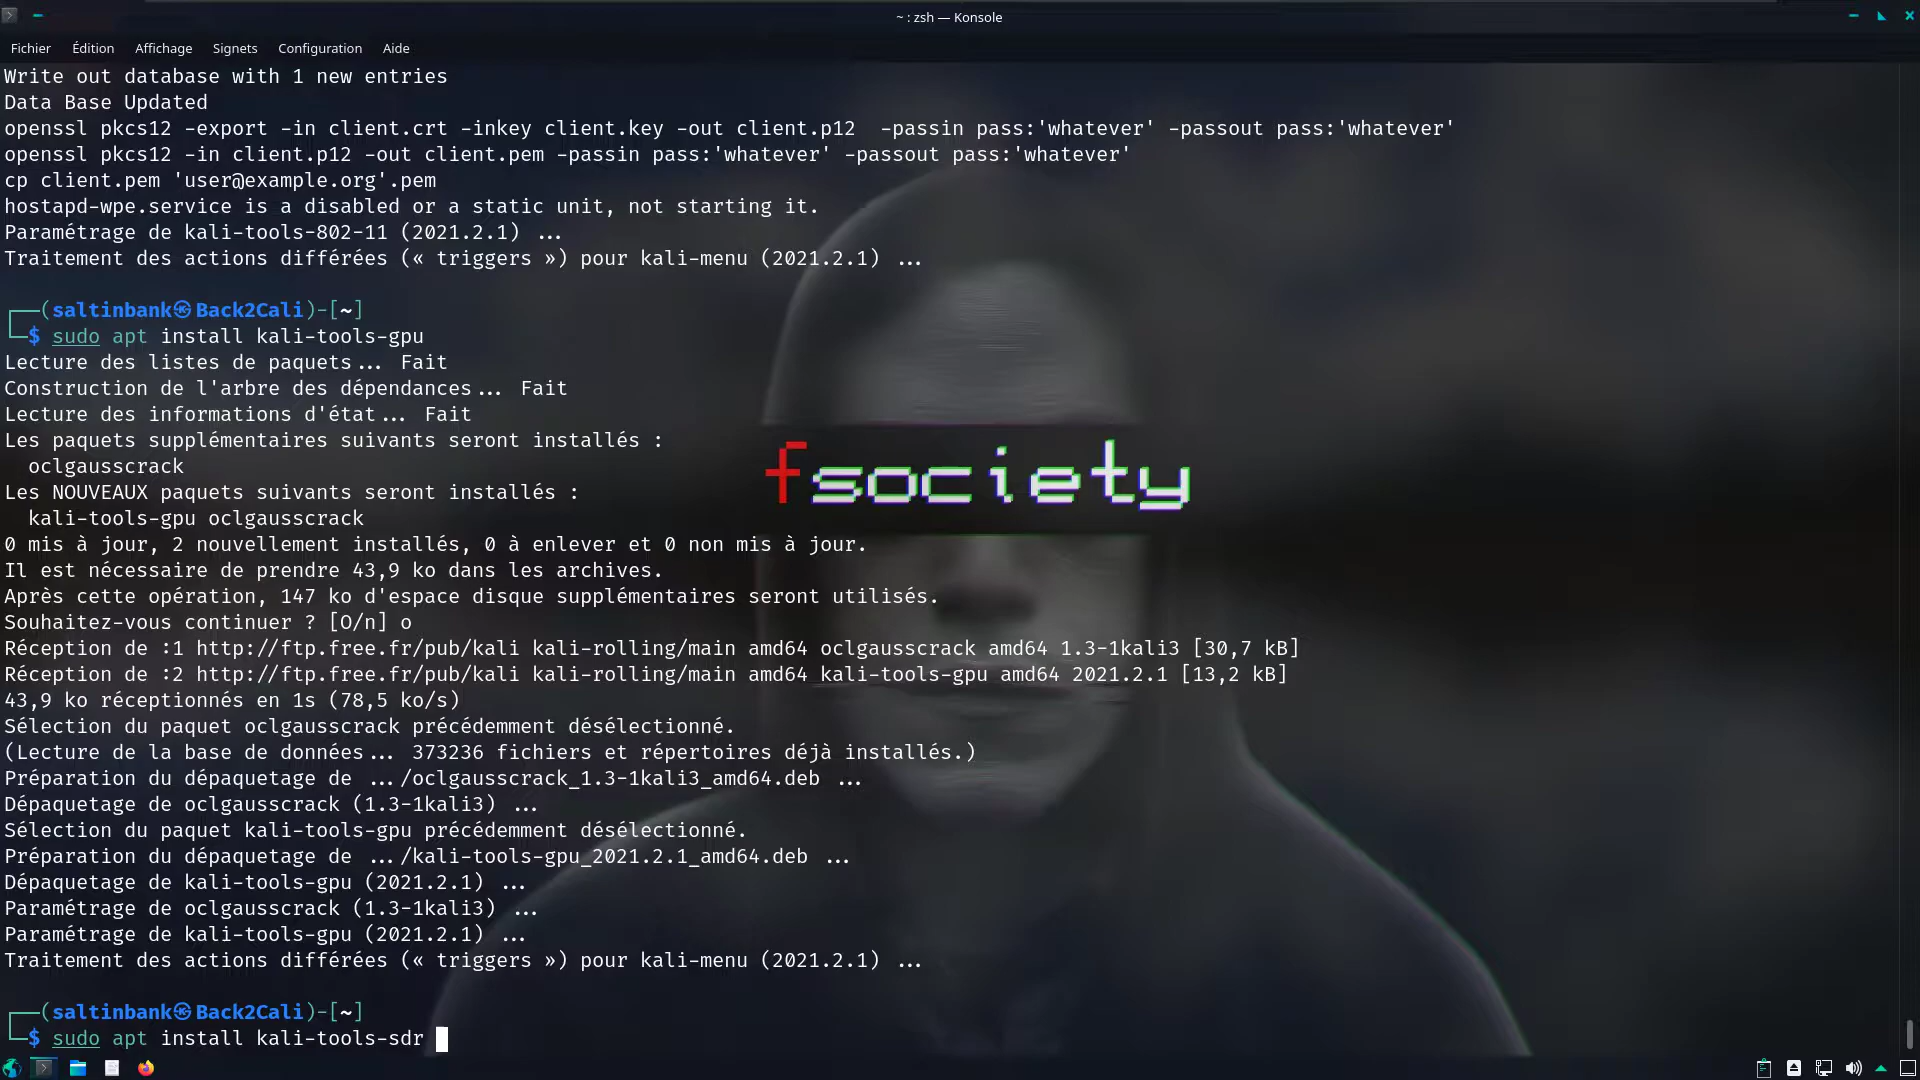 ~ : zsh — Konsole
Fichier Édition Affichage Signets Configuration Aide
Write out database with 1 new entries
Data Base Updated
openssl pkcs12 -export -in client.crt -inkey client.key -out client.p12  -passin pass:'whatever' -passout pass:'whatever'
openssl pkcs12 -in client.p12 -out client.pem -passin pass:'whatever' -passout pass:'whatever'
cp client.pem 'user@example.org'.pem
hostapd-wpe.service is a disabled or a static unit, not starting it.
Paramétrage de kali-tools-802-11 (2021.2.1) ...
Traitement des actions différées (« triggers ») pour kali-menu (2021.2.1) ...
┌──(saltinbank㉿Back2Cali)-[~]
└─$ sudo apt install kali-tools-gpu
Lecture des listes de paquets... Fait
Construction de l'arbre des dépendances... Fait
Lecture des informations d'état... Fait
Les paquets supplémentaires suivants seront installés :
  oclgausscrack
Les NOUVEAUX paquets suivants seront installés :
  kali-tools-gpu oclgausscrack
0 mis à jour, 2 nouvellement installés, 0 à enlever et 0 non mis à jour.
Il est nécessaire de prendre 43,9 ko dans les archives.
Après cette opération, 147 ko d'espace disque supplémentaires seront utilisés.
Souhaitez-vous continuer ? [O/n] o
Réception de :1 http://ftp.free.fr/pub/kali kali-rolling/main amd64 oclgausscrack amd64 1.3-1kali3 [30,7 kB]
Réception de :2 http://ftp.free.fr/pub/kali kali-rolling/main amd64 kali-tools-gpu amd64 2021.2.1 [13,2 kB]
43,9 ko réceptionnés en 1s (78,5 ko/s)
Sélection du paquet oclgausscrack précédemment désélectionné.
(Lecture de la base de données... 373236 fichiers et répertoires déjà installés.)
Préparation du dépaquetage de .../oclgausscrack_1.3-1kali3_amd64.deb ...
Dépaquetage de oclgausscrack (1.3-1kali3) ...
Sélection du paquet kali-tools-gpu précédemment désélectionné.
Préparation du dépaquetage de .../kali-tools-gpu_2021.2.1_amd64.deb ...
Dépaquetage de kali-tools-gpu (2021.2.1) ...
Paramétrage de oclgausscrack (1.3-1kali3) ...
Paramétrage de kali-tools-gpu (2021.2.1) ...
Traitement des actions différées (« triggers ») pour kali-menu (2021.2.1) ...
┌──(saltinbank㉿Back2Cali)-[~]
└─$ sudo apt install kali-tools-sdr
fsociety